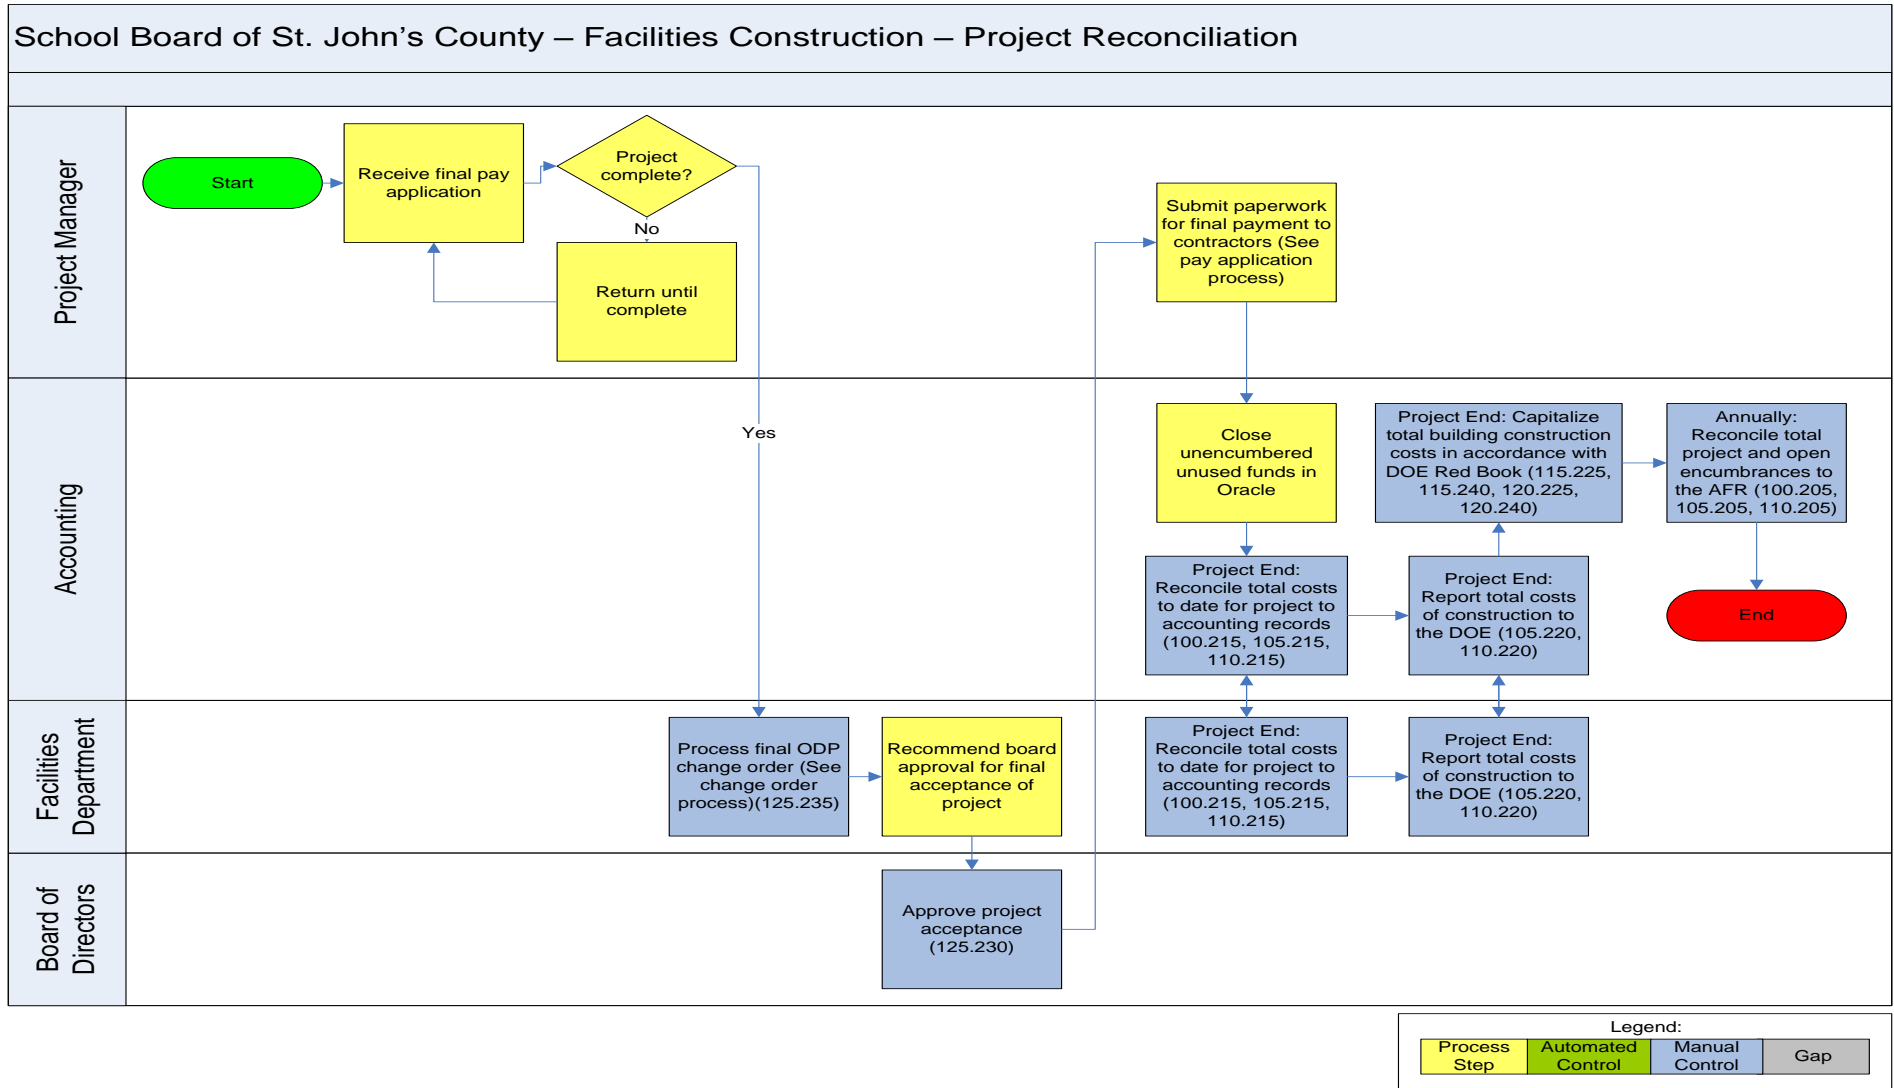 School Board of St. John’s County – Facilities Construction – Project Reconciliation
Project Manager
Start
Receive final pay
application
Project
complete?
No
Return until
complete
Submit paperwork
for final payment to
contractors (See
pay application
process)
Accounting
Yes
Close
unencumbered
unused funds in
Oracle
Project End: Capitalize
total building construction
costs in accordance with
DOE Red Book (115.225,
115.240, 120.225,
120.240)
Annually:
Reconcile total
project and open
encumbrances to
the AFR (100.205,
105.205, 110.205)
Project End:
Reconcile total costs
to date for project to
accounting records
(100.215, 105.215,
110.215)
Project End:
Report total costs
of construction to
the DOE (105.220,
110.220)
End
Facilities
Department
Process final ODP
change order (See
change order
process)(125.235)
Recommend board
approval for final
acceptance of
project
Project End:
Reconcile total costs
to date for project to
accounting records
(100.215, 105.215,
110.215)
Project End:
Report total costs
of construction to
the DOE (105.220,
110.220)
Board of
Directors
Approve project
acceptance
(125.230)
Legend:
Process
Step
Automated
Control
Manual
Control
Gap